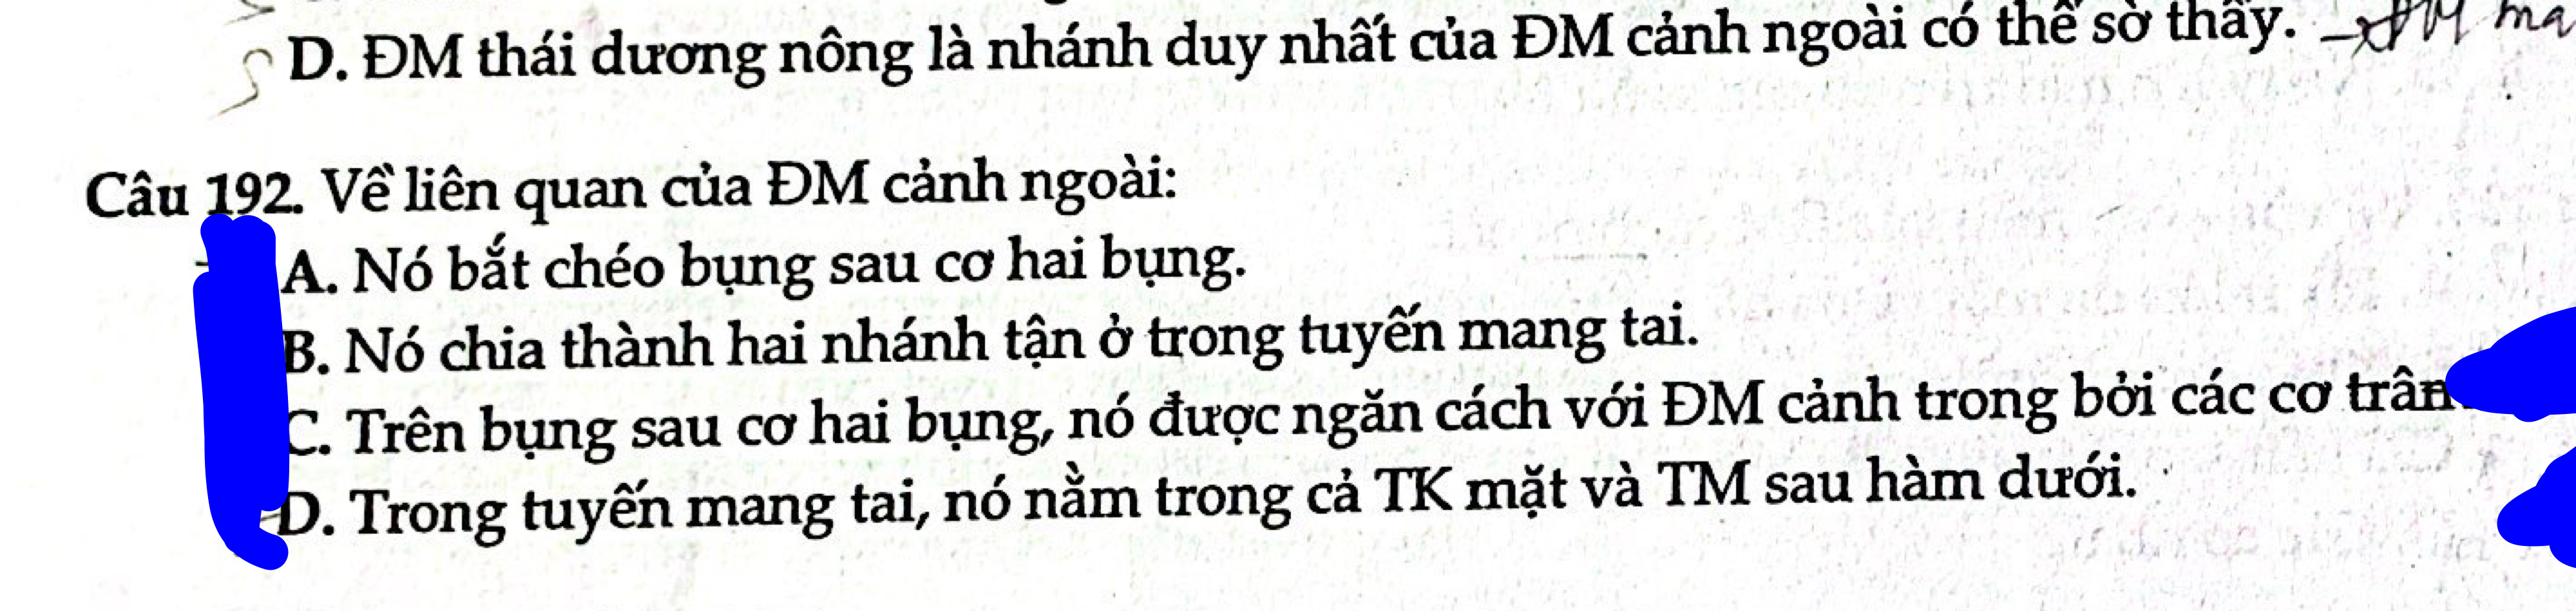 D. ĐM thái dương nông là nhánh duy nhất của ĐM cảnh ngoài có thể sờ thấy. → ĐM ma
Câu 192. Về liên quan của ĐM cảnh ngoài:
A. Nó bắt chéo bụng sau cơ hai bụng.
B. Nó chia thành hai nhánh tận ở trong tuyến mang tai.
C. Trên bụng sau cơ hai bụng, nó được ngăn cách với ĐM cảnh trong bởi các cơ trâm
D. Trong tuyến mang tai, nó nằm trong cả TK mặt và TM sau hàm dưới.